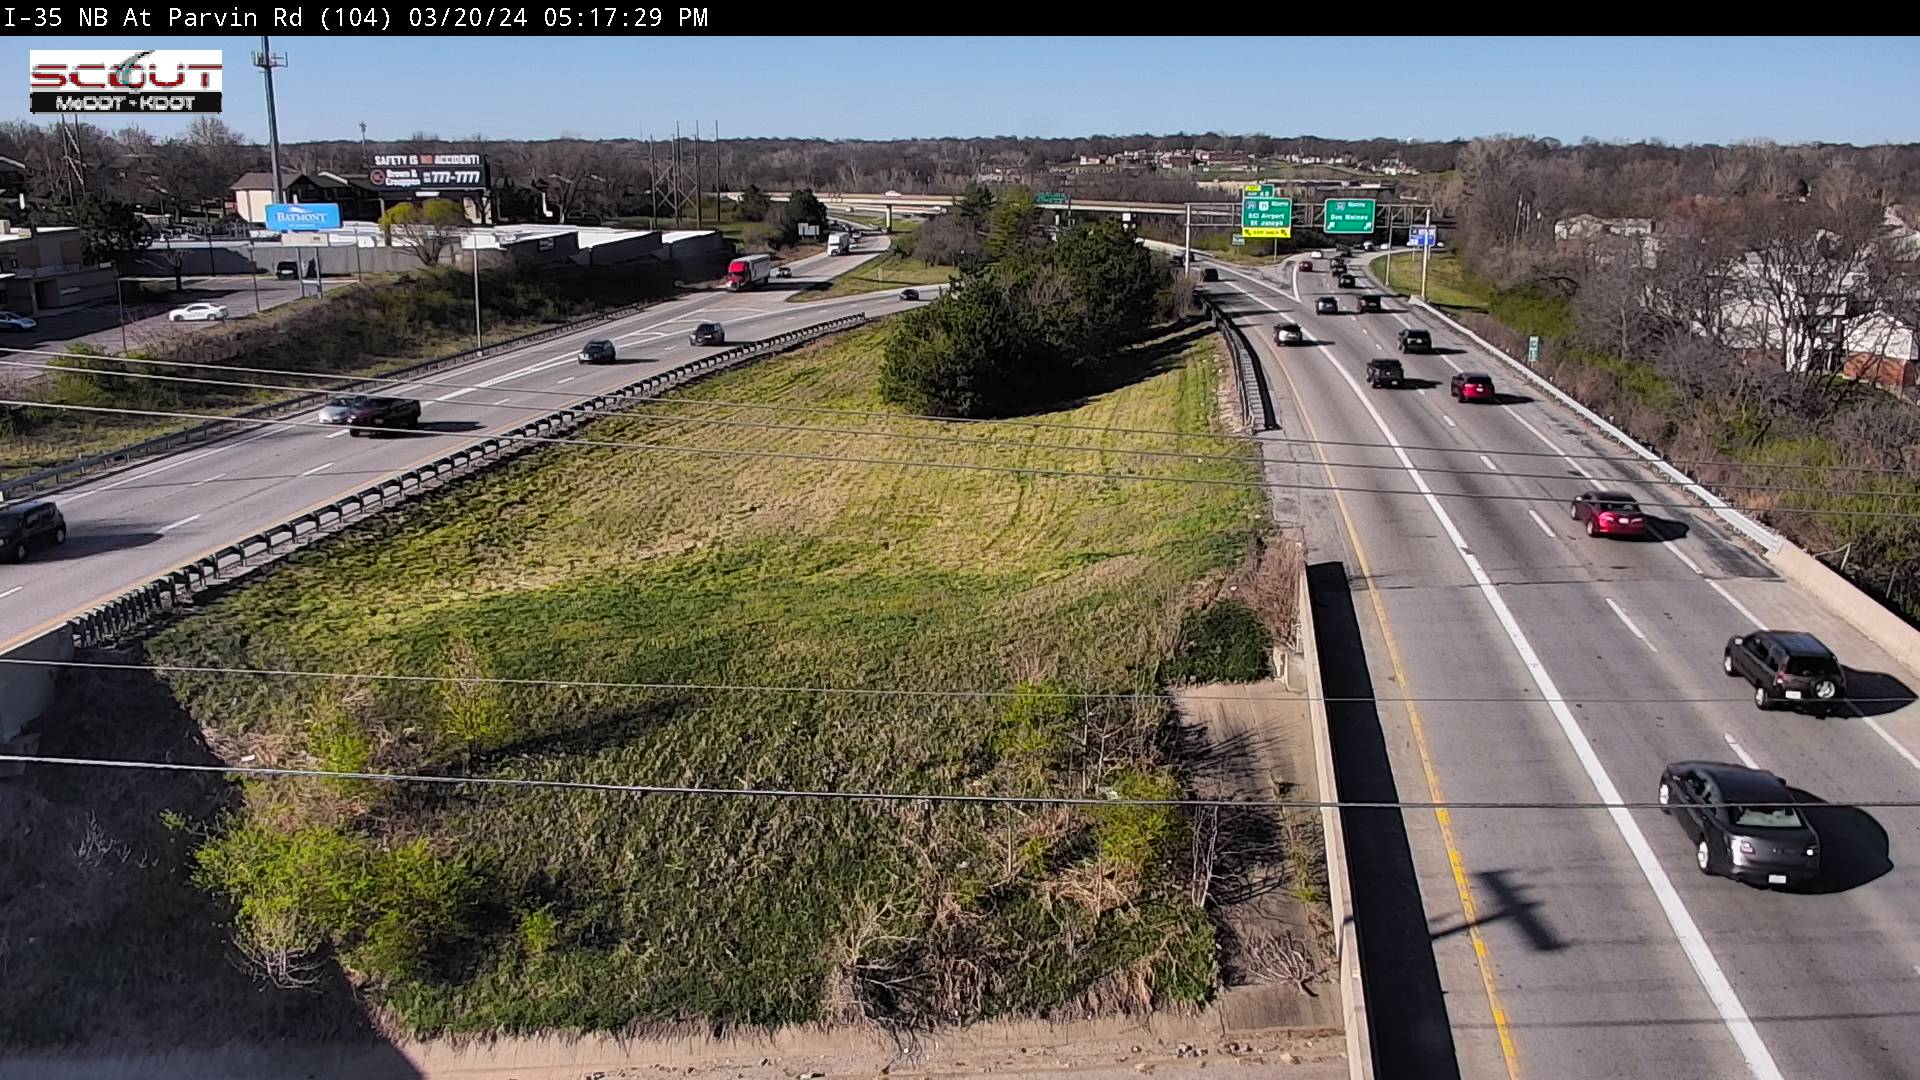 I-35 NB At Parvin Rd (104) 03/20/24 05:17:29 PM
SCOUT
MoDOT - KDOT
SAFETY IS NO ACCIDENT!
Brown &
Crouppen
777-7777
BAYMONT
North
KCI Airport
St Joseph
North
Des Moines